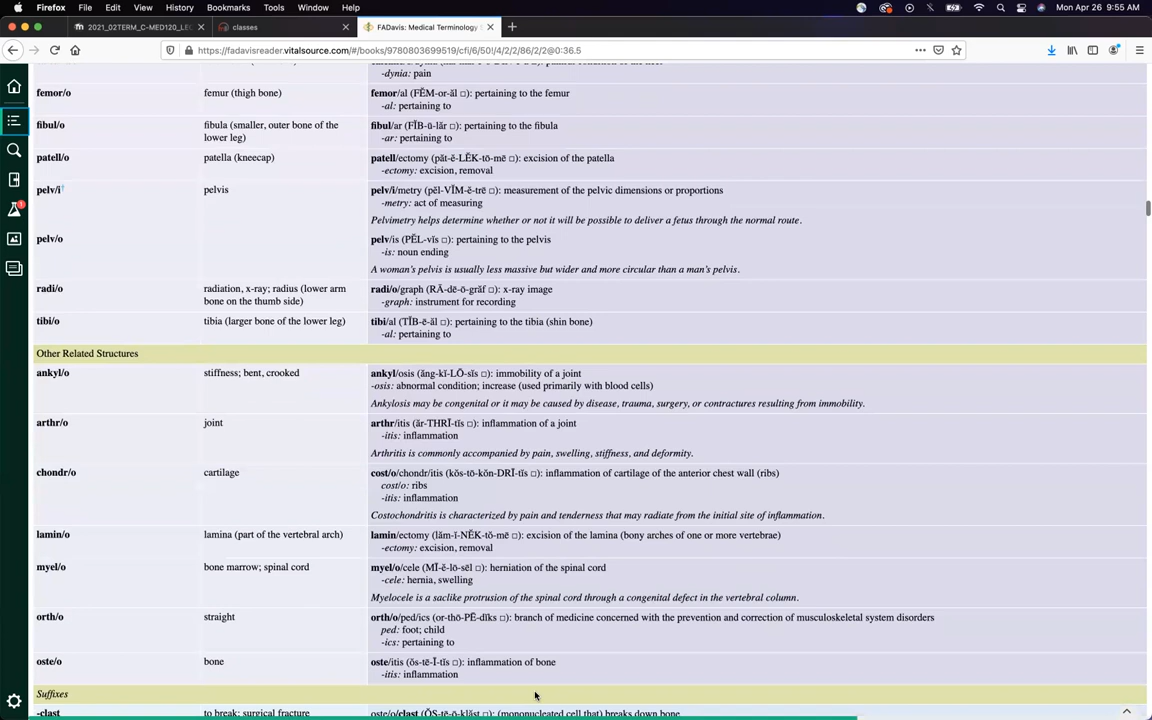 Firefox File Edit View History Bookmarks Tools Window Help
Mon Apr 26 9:55 AM
2021_02TERM_C-MED120_LEC
classes
FADavis: Medical Terminology
https://fadavisreader.vitalsource.com/#/books/9780803699519/cfi/6/50!/4/2/2/86/2/2@0:36.5
-dynia: pain
femor/o femur (thigh bone) femor/al (FĔM-or-ăl): pertaining to the femur
-al: pertaining to
fibul/o fibula (smaller, outer bone of the fibul/ar (FĬB-ū-lăr): pertaining to the fibula
lower leg) -ar: pertaining to
patell/o patella (kneecap) patell/ectomy (păt-ĕ-LĔK-tō-mē): excision of the patella
-ectomy: excision, removal
pelv/i† pelvis pelv/i/metry (pĕl-VĬM-ĕ-trē): measurement of the pelvic dimensions or proportions
-metry: act of measuring
Pelvimetry helps determine whether or not it will be possible to deliver a fetus through the normal route.
pelv/o pelv/is (PĔL-vĭs): pertaining to the pelvis
-is: noun ending
A woman's pelvis is usually less massive but wider and more circular than a man's pelvis.
radi/o radiation, x-ray; radius (lower arm radi/o/graph (RĀ-dē-ō-grăf): x-ray image
bone on the thumb side) -graph: instrument for recording
tibi/o tibia (larger bone of the lower leg) tibi/al (TĬB-ē-ăl): pertaining to the tibia (shin bone)
-al: pertaining to
Other Related Structures
ankyl/o stiffness; bent, crooked ankyl/osis (ăng-kĭ-LŌ-sĭs): immobility of a joint
-osis: abnormal condition; increase (used primarily with blood cells)
Ankylosis may be congenital or it may be caused by disease, trauma, surgery, or contractures resulting from immobility.
arthr/o joint arthr/itis (ăr-THRĪ-tĭs): inflammation of a joint
-itis: inflammation
Arthritis is commonly accompanied by pain, swelling, stiffness, and deformity.
chondr/o cartilage cost/o/chondr/itis (kŏs-tō-kŏn-DRĪ-tĭs): inflammation of cartilage of the anterior chest wall (ribs)
cost/o: ribs
-itis: inflammation
Costochondritis is characterized by pain and tenderness that may radiate from the initial site of inflammation.
lamin/o lamina (part of the vertebral arch) lamin/ectomy (lăm-ĭ-NĔK-tō-mē): excision of the lamina (bony arches of one or more vertebrae)
-ectomy: excision, removal
myel/o bone marrow; spinal cord myel/o/cele (MĪ-ĕ-lō-sēl): herniation of the spinal cord
-cele: hernia, swelling
Myelocele is a saclike protrusion of the spinal cord through a congenital defect in the vertebral column.
orth/o straight orth/o/ped/ics (or-thō-PĒ-dĭks): branch of medicine concerned with the prevention and correction of musculoskeletal system disorders
ped: foot; child
-ics: pertaining to
oste/o bone oste/itis (ŏs-tē-Ī-tĭs): inflammation of bone
-itis: inflammation
Suffixes
-clast to break; surgical fracture oste/o/clast (ŎS-tē-ō-klăst): (mononucleated cell that) breaks down bone